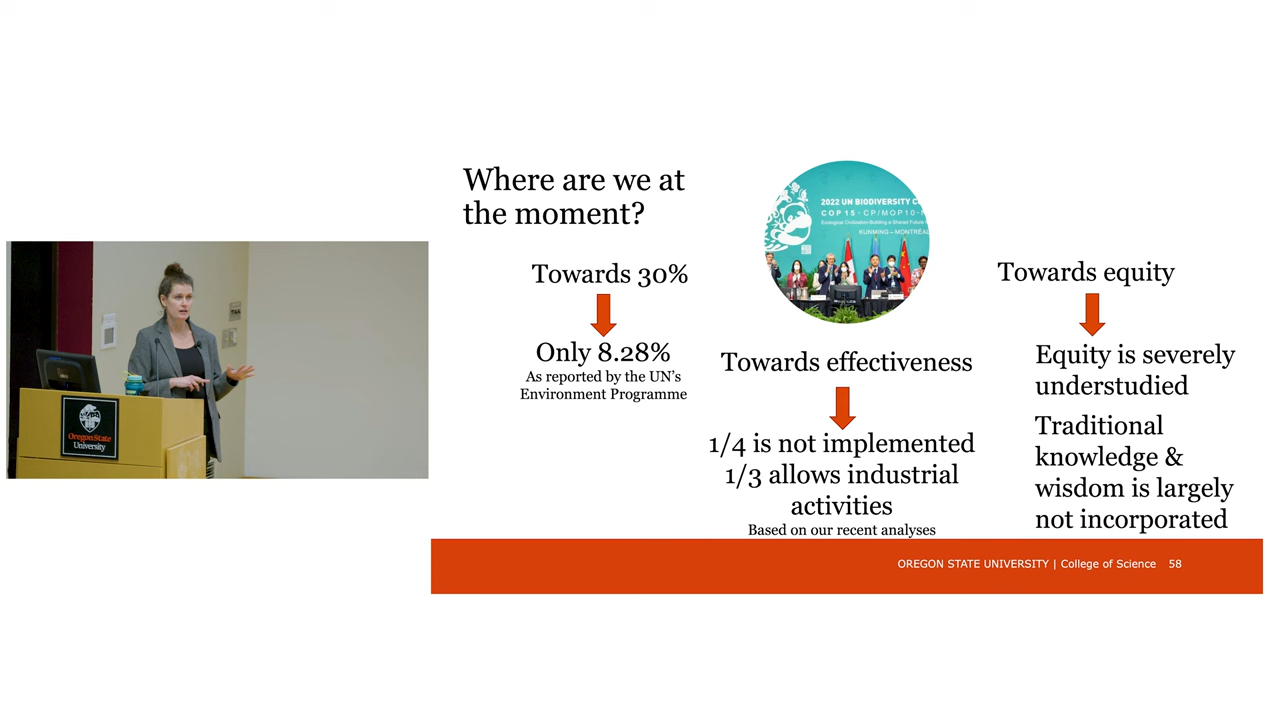 Where are we at
the moment?
Towards 30%
Only 8.28%
As reported by the UN’s
Environment Programme
2022 UN BIODIVERSITY C
COP 15 - CP/MOP10-
KUNMING – MONTRÉAL
Towards effectiveness
1/4 is not implemented
1/3 allows industrial
activities
Based on our recent analyses
Towards equity
Equity is severely
understudied
Traditional
knowledge &
wisdom is largely
not incorporated
OREGON STATE UNIVERSITY | College of Science 58
Oregon State
University